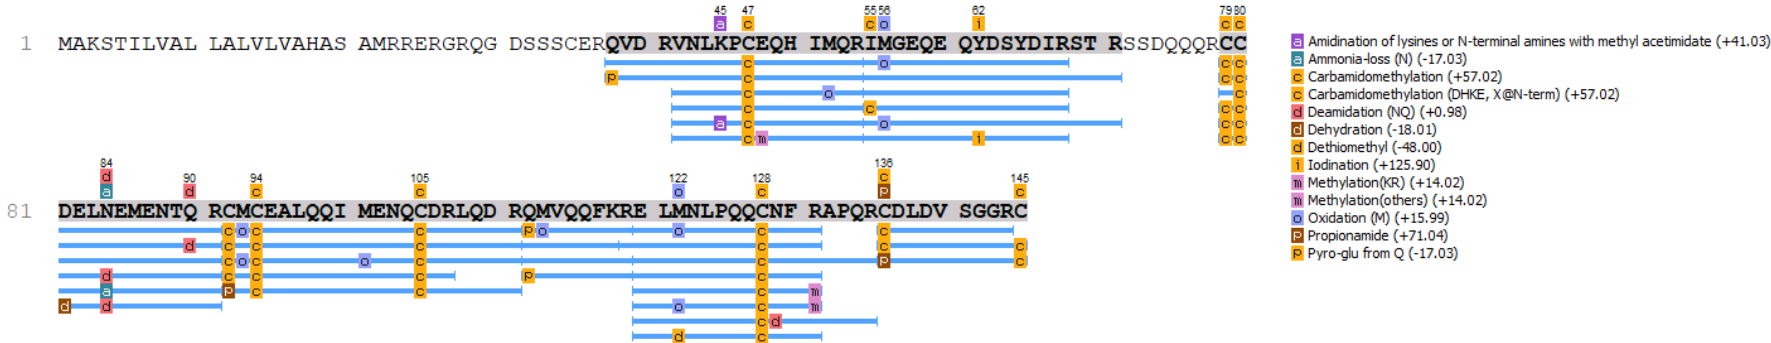 45 47 55 56 62 79 80
a c c o i c c
1 MAKSTILVAL LALVLVAHAS AMRRERGRQG DSSSCERQVD RVNLKPCEQH IMQRIMGEQE QYDSYDIRST RSSDQQQRCC
c o c c
p c c c
c o c
c c c c
a c o c c
c m i c c
84 90 94 105 122 128 136 145
d c
a d c c o c p c
81 DELNEMENTQ RCMCEALQQI MENQCDRLQD RQMVQQFKRE LMNLPQQCNF RAPQRCDLDV SGGRC
c o c c p o o c c
d c c c c c c
c o c o c c p c
d c c c p c
a p c c c m
d d o c m
c d
d c
a Amidination of lysines or N-terminal amines with methyl acetimidate (+41.03)
a Ammonia-loss (N) (-17.03)
c Carbamidomethylation (+57.02)
c Carbamidomethylation (DHKE, X@N-term) (+57.02)
d Deamidation (NQ) (+0.98)
d Dehydration (-18.01)
d Dethiomethyl (-48.00)
i Iodination (+125.90)
m Methylation(KR) (+14.02)
m Methylation(others) (+14.02)
o Oxidation (M) (+15.99)
P Propionamide (+71.04)
p Pyro-glu from Q (-17.03)